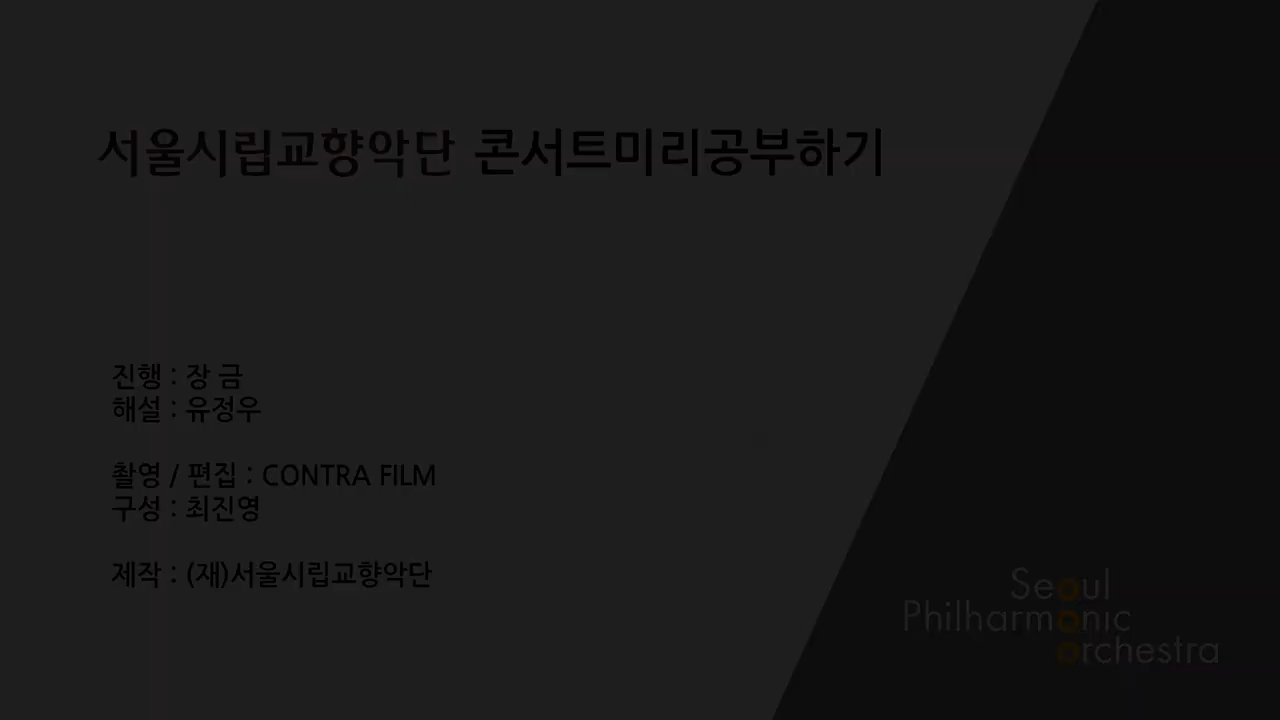 서울시립교향악단 콘서트미리공부하기
진행 : 장 금
해설 : 유정우
촬영 / 편집 : CONTRA FILM
구성 : 최진영
제작 : (재)서울시립교향악단
Seoul
Philharmonic
orchestra